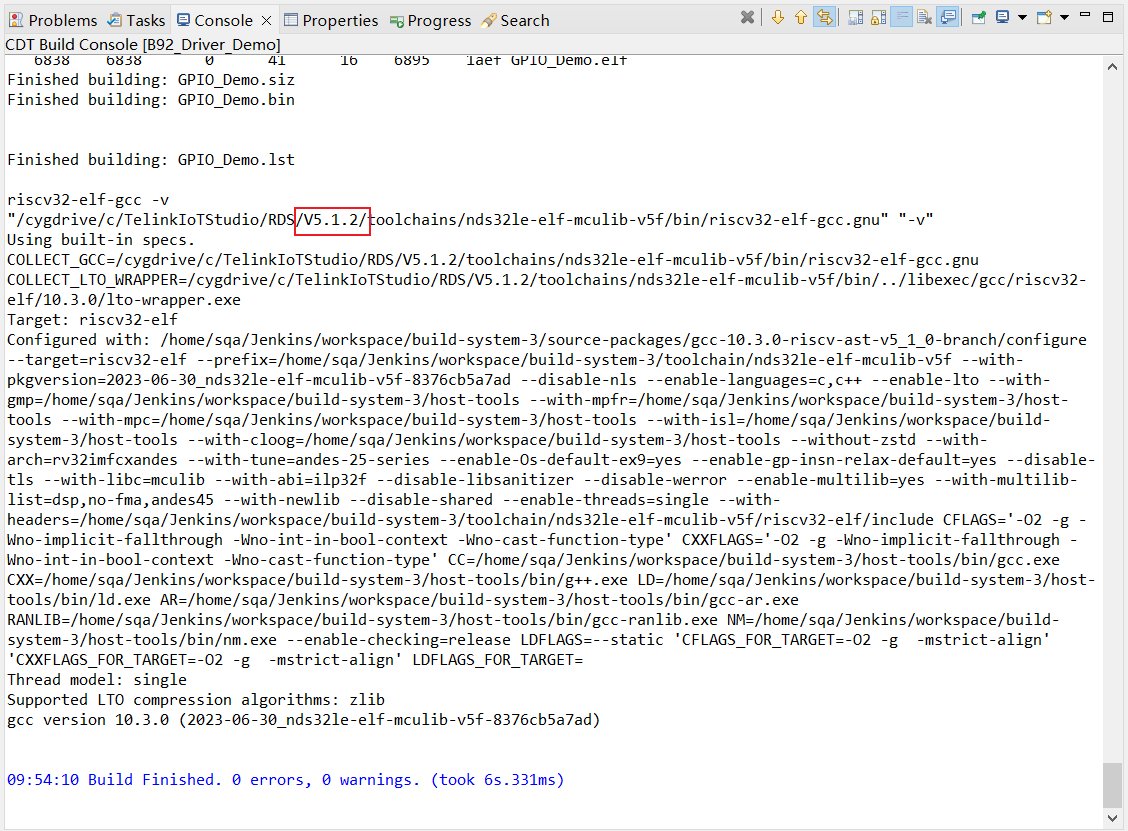 Problems Tasks Console Properties Progress Search
CDT Build Console [B92_Driver_Demo]
6838 6838 0 41 16 6895 1aef GPIO_Demo.elf
Finished building: GPIO_Demo.siz
Finished building: GPIO_Demo.bin
Finished building: GPIO_Demo.lst
riscv32-elf-gcc -v
"/cygdrive/c/TelinkIoTStudio/RDS/V5.1.2/toolchains/nds32le-elf-mculib-v5f/bin/riscv32-elf-gcc.gnu" "-v"
Using built-in specs.
COLLECT_GCC=/cygdrive/c/TelinkIoTStudio/RDS/V5.1.2/toolchains/nds32le-elf-mculib-v5f/bin/riscv32-elf-gcc.gnu
COLLECT_LTO_WRAPPER=/cygdrive/c/TelinkIoTStudio/RDS/V5.1.2/toolchains/nds32le-elf-mculib-v5f/bin/../libexec/gcc/riscv32-
elf/10.3.0/lto-wrapper.exe
Target: riscv32-elf
Configured with: /home/sqa/Jenkins/workspace/build-system-3/source-packages/gcc-10.3.0-riscv-ast-v5_1_0-branch/configure
--target=riscv32-elf --prefix=/home/sqa/Jenkins/workspace/build-system-3/toolchain/nds32le-elf-mculib-v5f --with-
pkgversion=2023-06-30_nds32le-elf-mculib-v5f-8376cb5a7ad --disable-nls --enable-languages=c,c++ --enable-lto --with-
gmp=/home/sqa/Jenkins/workspace/build-system-3/host-tools --with-mpfr=/home/sqa/Jenkins/workspace/build-system-3/host-
tools --with-mpc=/home/sqa/Jenkins/workspace/build-system-3/host-tools --with-isl=/home/sqa/Jenkins/workspace/build-
system-3/host-tools --with-cloog=/home/sqa/Jenkins/workspace/build-system-3/host-tools --without-zstd --with-
arch=rv32imfcxandes --with-tune=andes-25-series --enable-Os-default-ex9=yes --enable-gp-insn-relax-default=yes --disable-
tls --with-libc=mculib --with-abi=ilp32f --disable-libsanitizer --disable-werror --enable-multilib=yes --with-multilib-
list=dsp,no-fma,andes45 --with-newlib --disable-shared --enable-threads=single --with-
headers=/home/sqa/Jenkins/workspace/build-system-3/toolchain/nds32le-elf-mculib-v5f/riscv32-elf/include CFLAGS='-O2 -g -
Wno-implicit-fallthrough -Wno-int-in-bool-context -Wno-cast-function-type' CXXFLAGS='-O2 -g -Wno-implicit-fallthrough -
Wno-int-in-bool-context -Wno-cast-function-type' CC=/home/sqa/Jenkins/workspace/build-system-3/host-tools/bin/gcc.exe
CXX=/home/sqa/Jenkins/workspace/build-system-3/host-tools/bin/g++.exe LD=/home/sqa/Jenkins/workspace/build-system-3/host-
tools/bin/ld.exe AR=/home/sqa/Jenkins/workspace/build-system-3/host-tools/bin/gcc-ar.exe
RANLIB=/home/sqa/Jenkins/workspace/build-system-3/host-tools/bin/gcc-ranlib.exe NM=/home/sqa/Jenkins/workspace/build-
system-3/host-tools/bin/nm.exe --enable-checking=release LDFLAGS=--static 'CFLAGS_FOR_TARGET=-O2 -g  -mstrict-align'
'CXXFLAGS_FOR_TARGET=-O2 -g  -mstrict-align' LDFLAGS_FOR_TARGET=
Thread model: single
Supported LTO compression algorithms: zlib
gcc version 10.3.0 (2023-06-30_nds32le-elf-mculib-v5f-8376cb5a7ad)
09:54:10 Build Finished. 0 errors, 0 warnings. (took 6s.331ms)